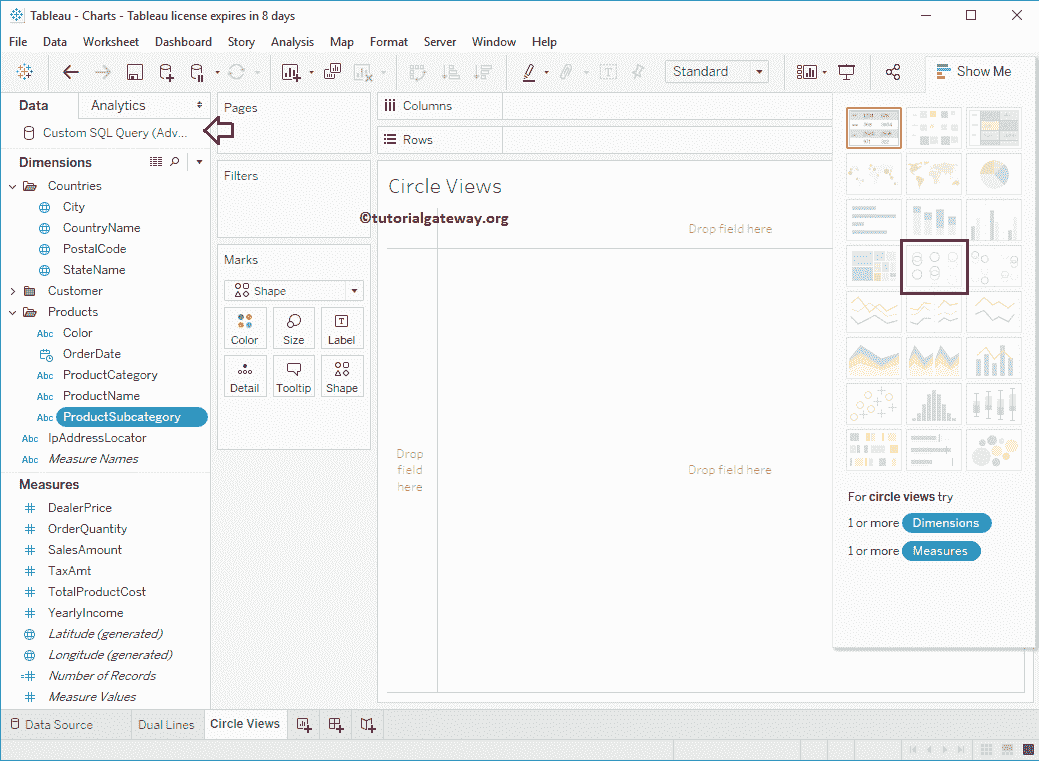 Tableau - Charts - Tableau license expires in 8 days
File Data Worksheet Dashboard Story Analysis Map Format Server Window Help
Standard
Show Me
Data Analytics
Custom SQL Query (Adv...
Dimensions
Countries
City
CountryName
PostalCode
StateName
Customer
Products
Abc Color
OrderDate
Abc ProductCategory
Abc ProductName
Abc ProductSubcategory
Abc IpAddressLocator
Abc Measure Names
Measures
# DealerPrice
# OrderQuantity
# SalesAmount
# TaxAmt
# TotalProductCost
# YearlyIncome
Latitude (generated)
Longitude (generated)
=# Number of Records
# Measure Values
Pages
Filters
Marks
Shape
Color Size Label
Detail Tooltip Shape
Columns
Rows
Circle Views
©tutorialgateway.org
Drop field here
Drop
field
here
Drop field here
For circle views try
1 or more Dimensions
1 or more Measures
Data Source Dual Lines Circle Views